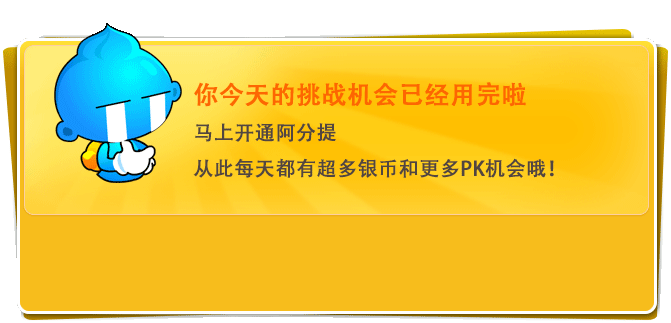 你今天的挑战机会已经用完啦
马上开通阿分提
从此每天都有超多银币和更多PK机会哦！